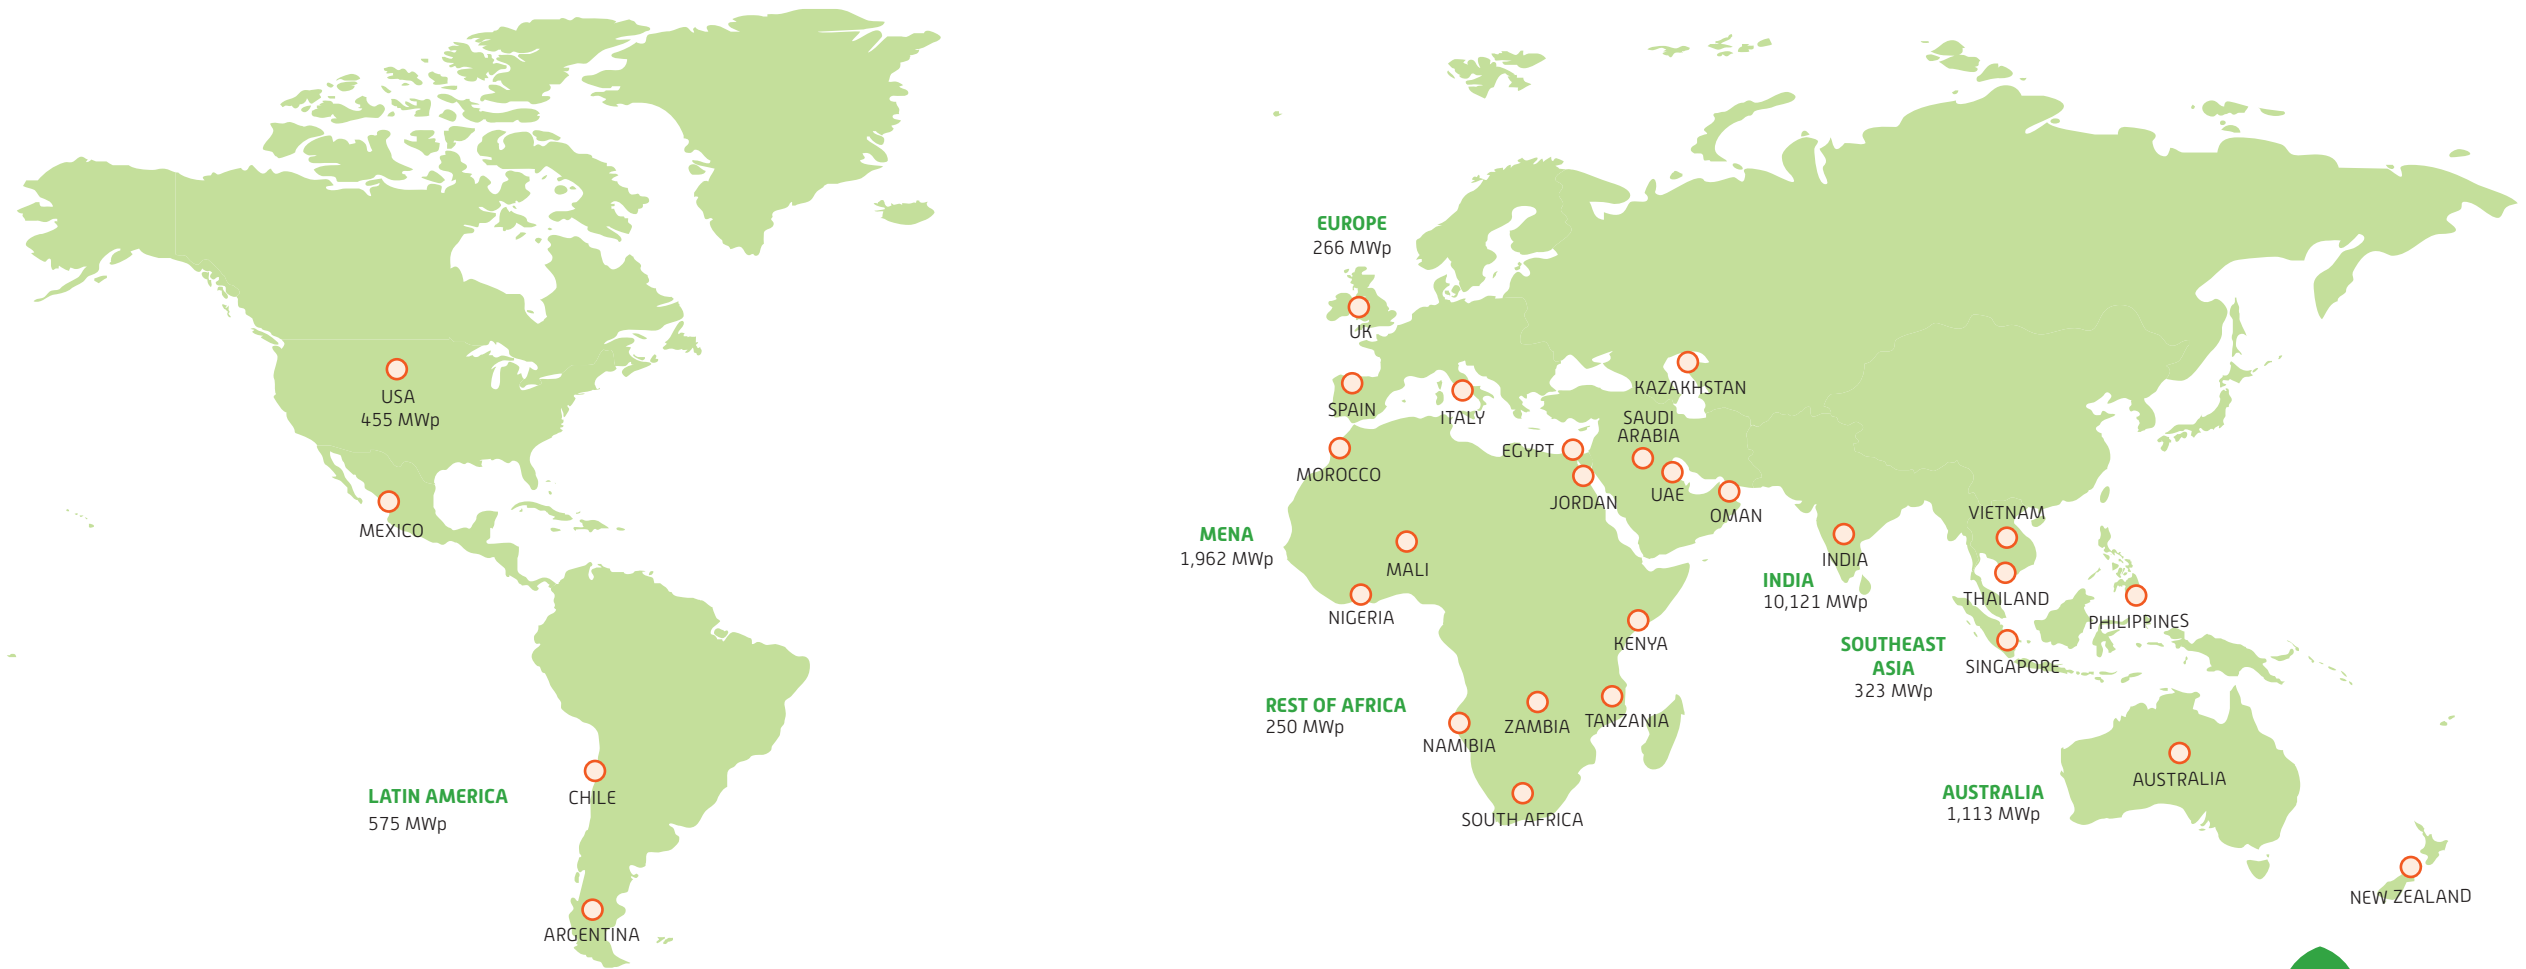 EUROPE
266 MWp
UK
USA
455 MWp
SPAIN
ITALY
KAZAKHSTAN
SAUDI
ARABIA
EGYPT
MOROCCO
JORDAN
UAE
OMAN
MEXICO
VIETNAM
MENA
1,962 MWp
MALI
INDIA
INDIA
10,121 MWp
THAILAND
NIGERIA
PHILIPPINES
KENYA
SOUTHEAST
ASIA
323 MWp
SINGAPORE
REST OF AFRICA
250 MWp
NAMIBIA
ZAMBIA
TANZANIA
LATIN AMERICA
575 MWp
CHILE
SOUTH AFRICA
AUSTRALIA
AUSTRALIA
1,113 MWp
NEW ZEALAND
ARGENTINA